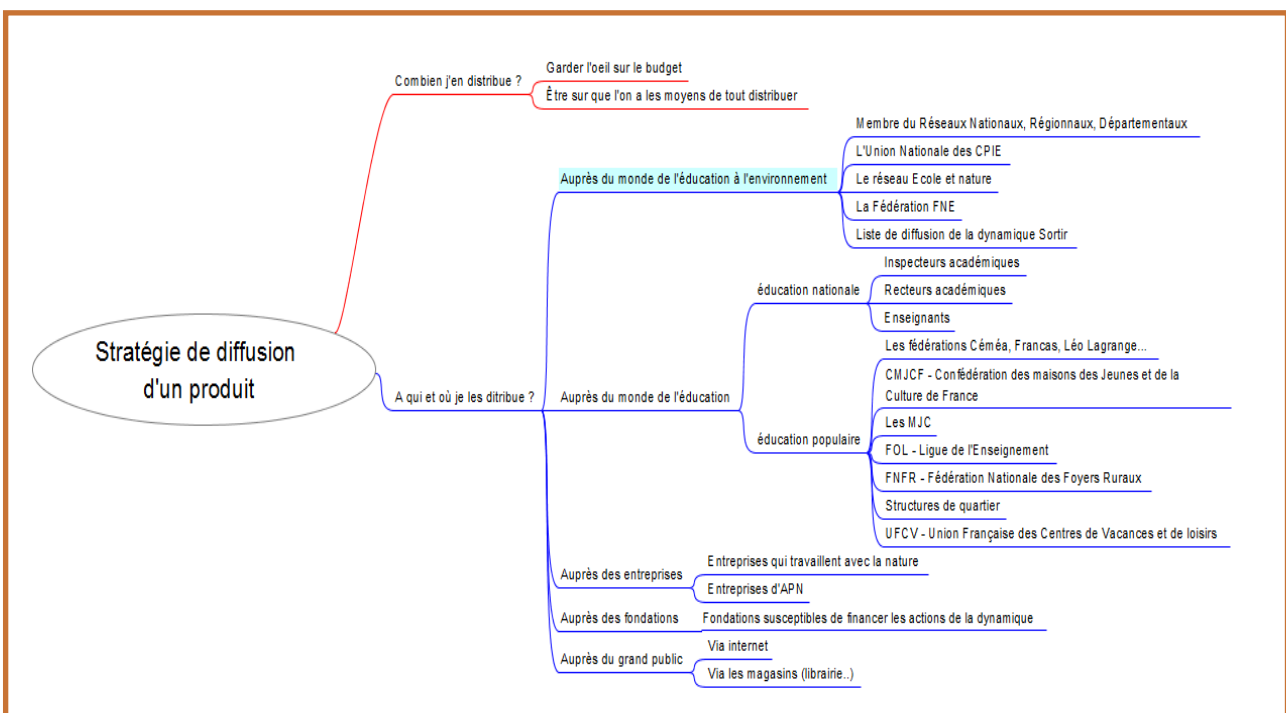 Stratégie de diffusion
d'un produit
Combien j'en distribue ?
Garder l'oeil sur le budget
Être sur que l'on a les moyens de tout distribuer
A qui et où je les ditribue ?
Auprès du monde de l'éducation à l'environnement
Membre du Réseaux Nationaux, Régionnaux, Départementaux
L'Union Nationale des CPIE
Le réseau Ecole et nature
La Fédération FNE
Liste de diffusion de la dynamique Sortir
Auprès du monde de l'éducation
éducation nationale
Inspecteurs académiques
Recteurs académiques
Enseignants
éducation populaire
Les fédérations Céméa, Francas, Léo Lagrange...
CMJCF - Confédération des maisons des Jeunes et de la
Culture de France
Les MJC
FOL - Ligue de l'Enseignement
FNFR - Fédération Nationale des Foyers Ruraux
Structures de quartier
UFCV - Union Française des Centres de Vacances et de loisirs
Auprès des entreprises
Entreprises qui travaillent avec la nature
Entreprises d'APN
Auprès des fondations
Fondations susceptibles de financer les actions de la dynamique
Auprès du grand public
Via internet
Via les magasins (librairie..)